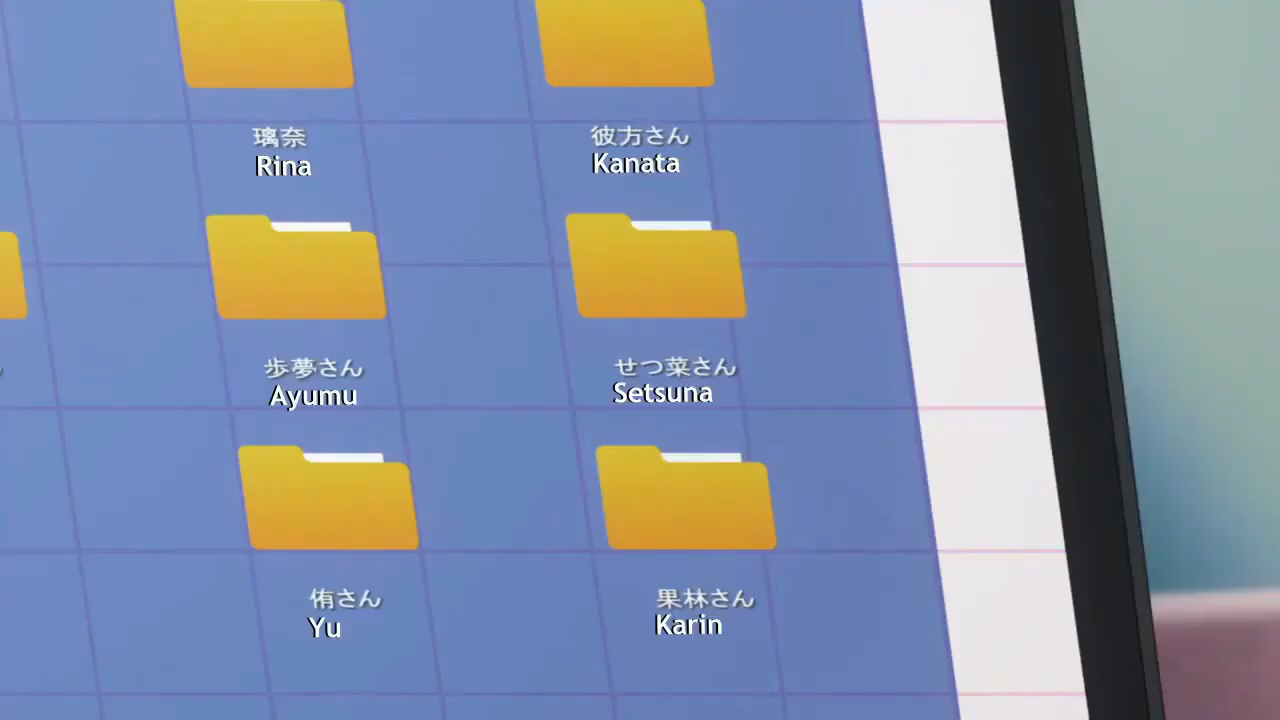 璃奈
Rina
彼方さん
Kanata
歩夢さん
Ayumu
せつ菜さん
Setsuna
侑さん
Yu
果林さん
Karin